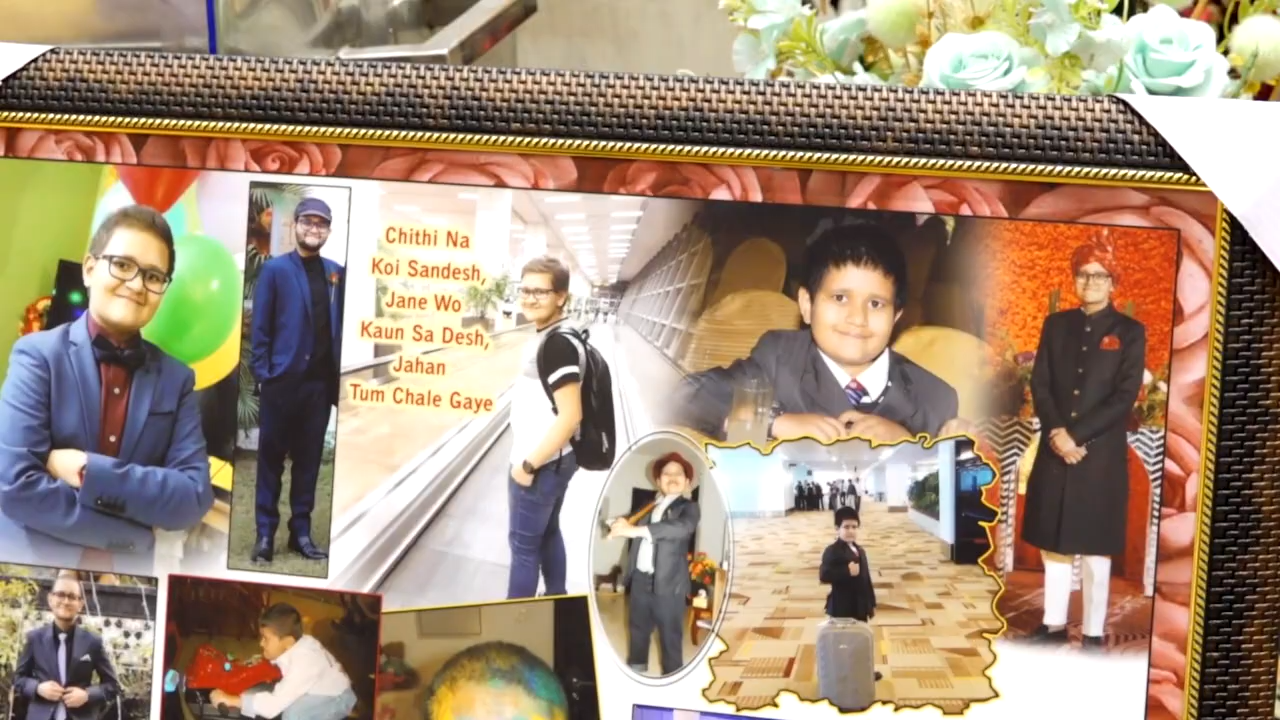 Chithi Na
Koi Sandesh,
Jane Wo
Kaun Sa Desh,
Jahan
Tum Chale Gaye